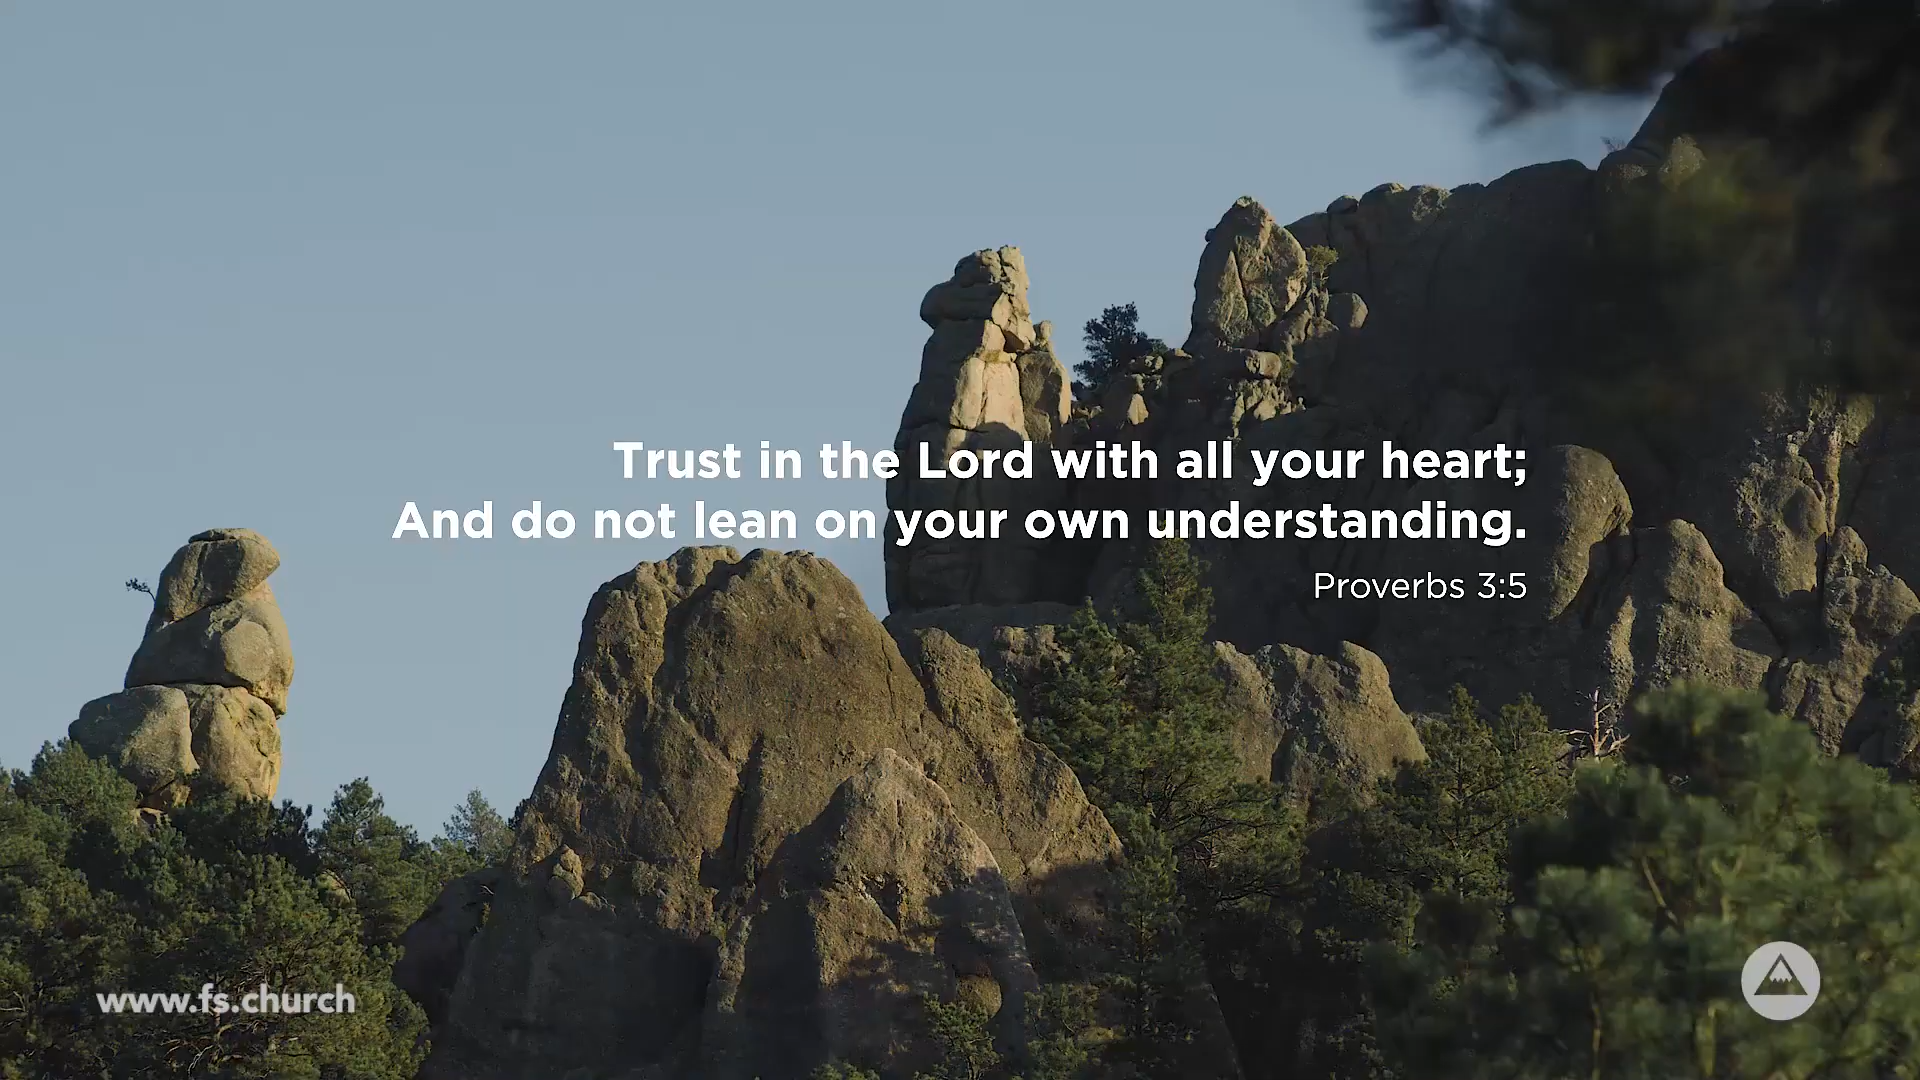 Trust in the Lord with all your heart;
And do not lean on your own understanding.
Proverbs 3:5
www.fs.church